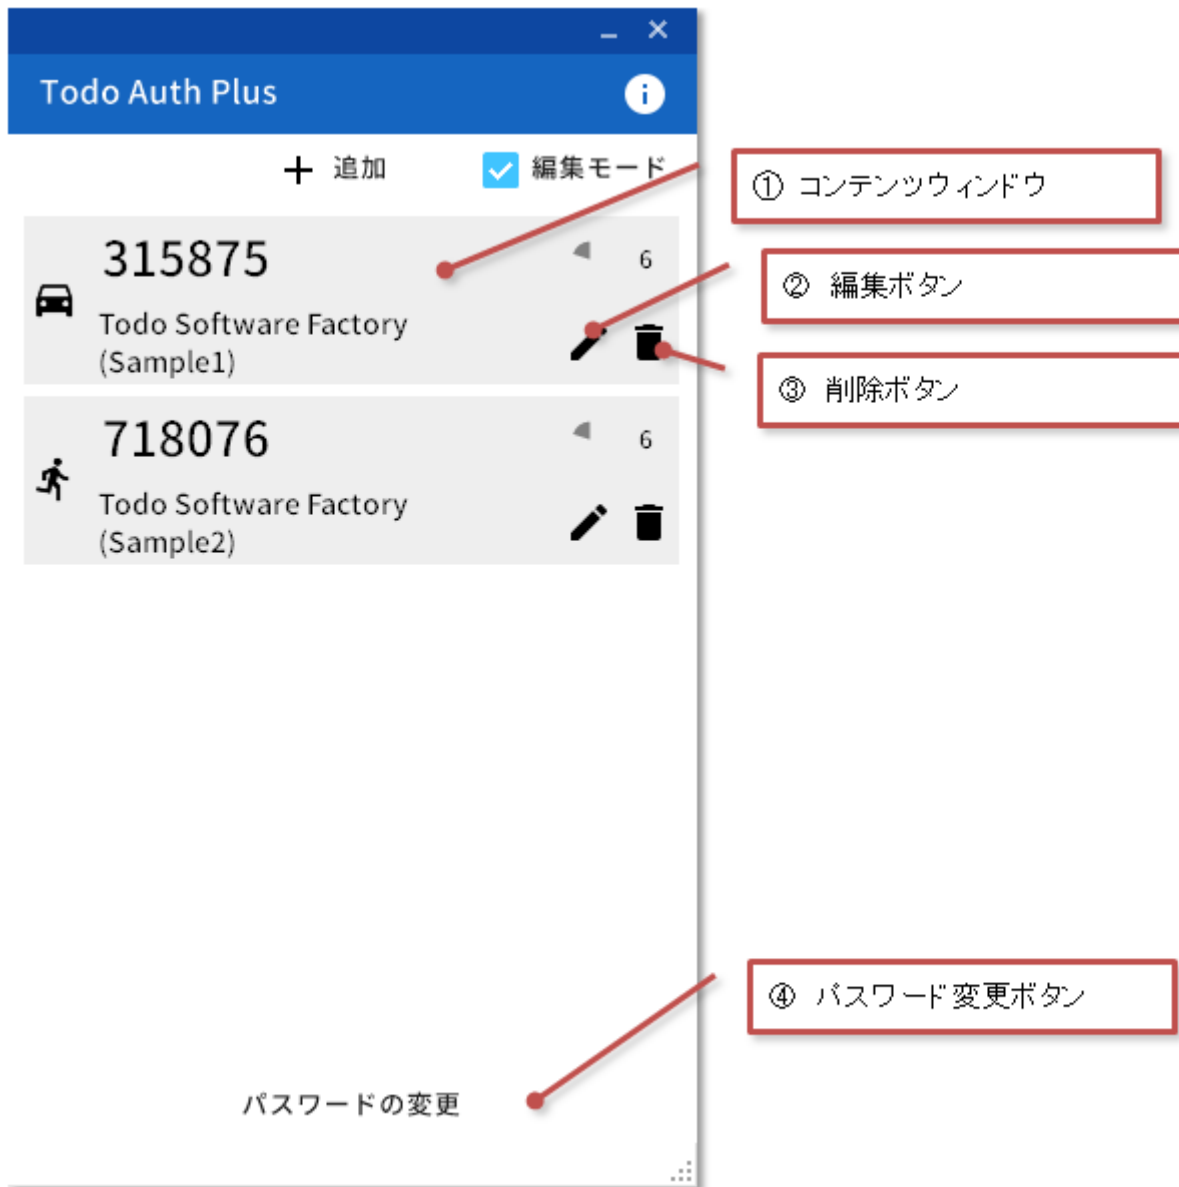 Todo Auth Plus
追加 編集モード
① コンテンツウィンドウ
315875 6
② 編集ボタン
Todo Software Factory
(Sample1)
③ 削除ボタン
718076 6
Todo Software Factory
(Sample2)
④ パスワード変更ボタン
パスワードの変更